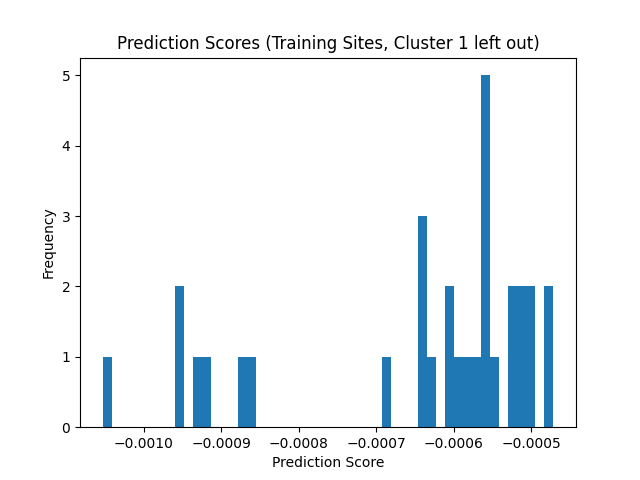 Prediction Scores (Training Sites, Cluster 1 left out)
5
4
3
2
1
0
Frequency
−0.0010 −0.0009 −0.0008 −0.0007 −0.0006 −0.0005
Prediction Score